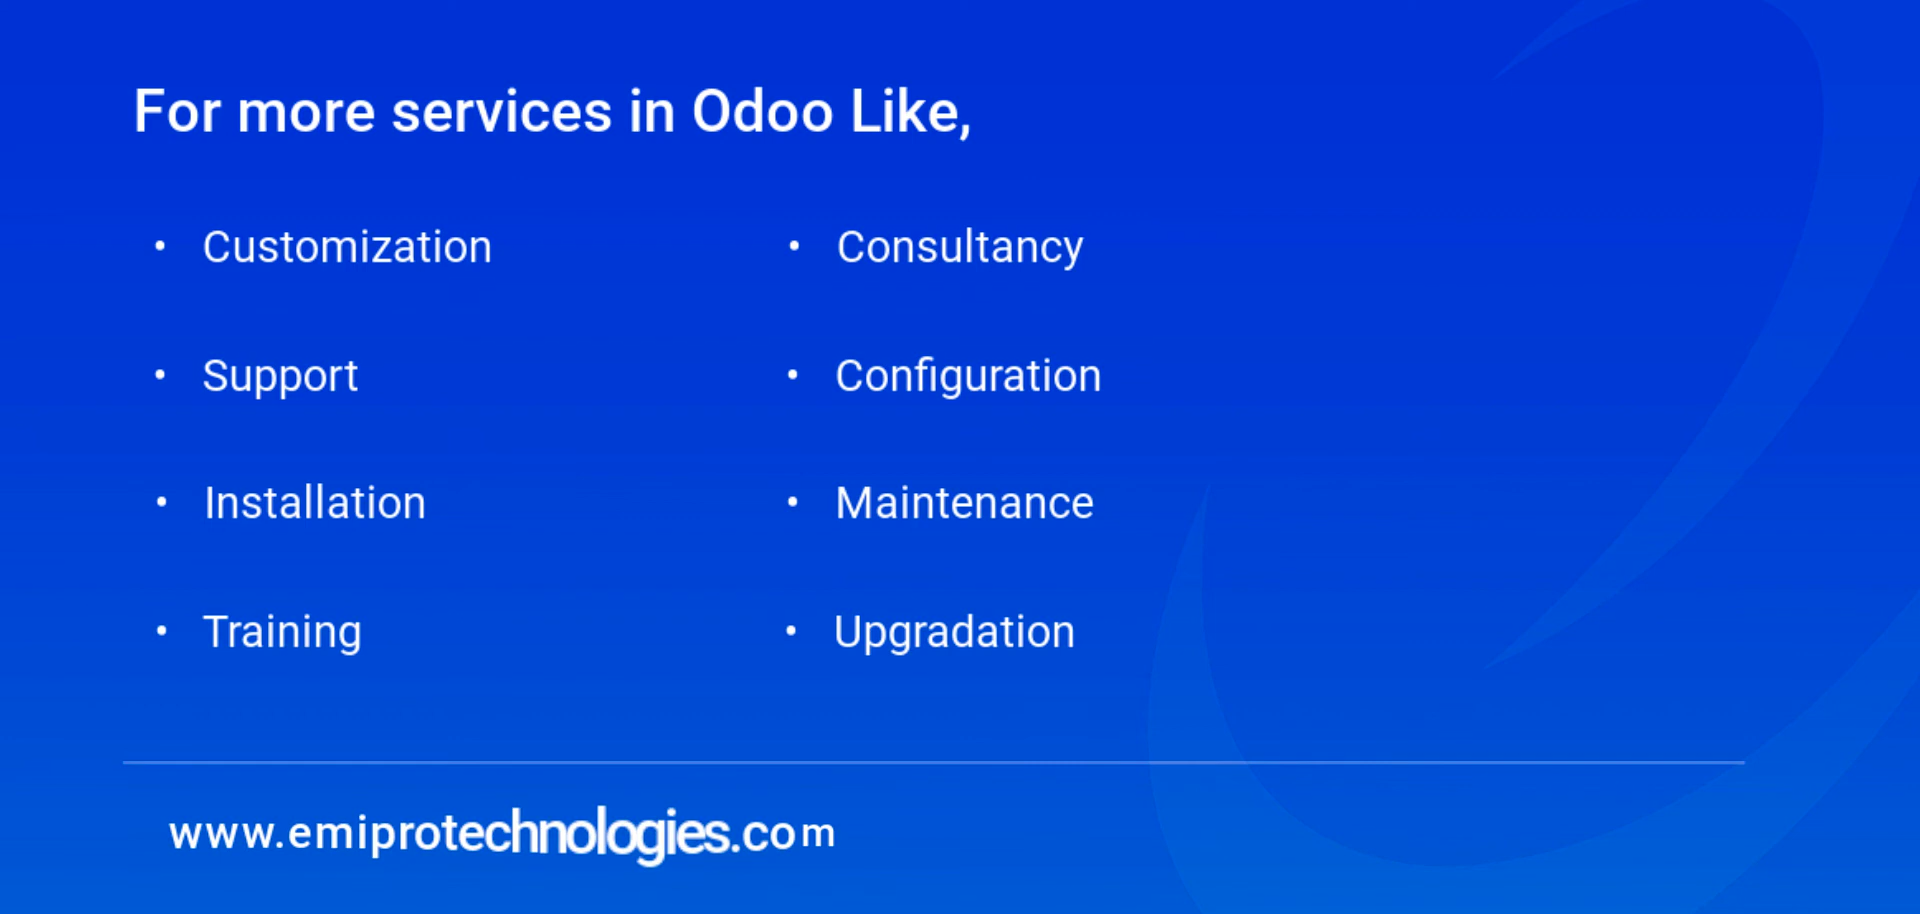 For more services in Odoo Like,
• Customization
• Support
• Installation
• Training
• Consultancy
• Configuration
• Maintenance
• Upgradation
www.emiprotechnologies.com